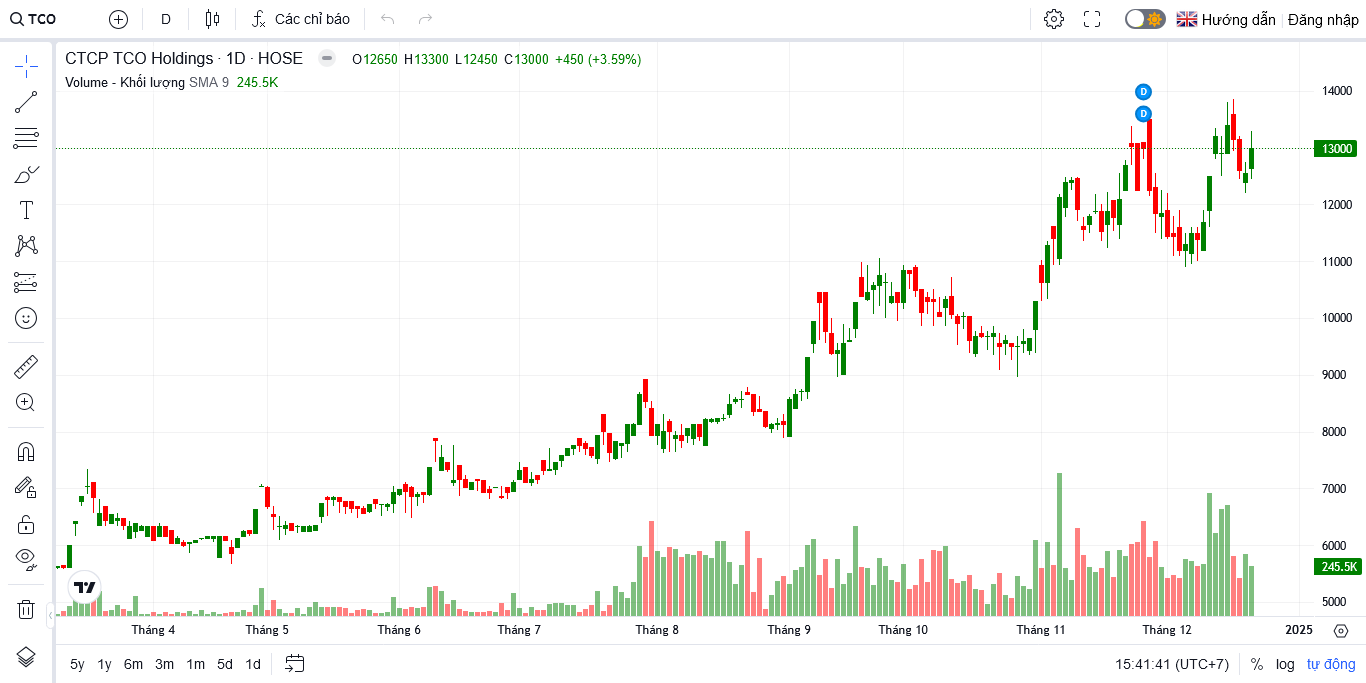 TCO D Các chỉ báo Hướng dẫn Đăng nhập
CTCP TCO Holdings · 1D · HOSE O12650 H13300 L12450 C13000 +450 (+3.59%)
Volume - Khối lượng SMA 9 245.5K
D
D
14000
13000
12000
11000
10000
9000
8000
7000
6000
245.5K
5000
Tháng 4 Tháng 5 Tháng 6 Tháng 7 Tháng 8 Tháng 9 Tháng 10 Tháng 11 Tháng 12 2025
5y 1y 6m 3m 1m 5d 1d 15:41:41 (UTC+7) % log tự động